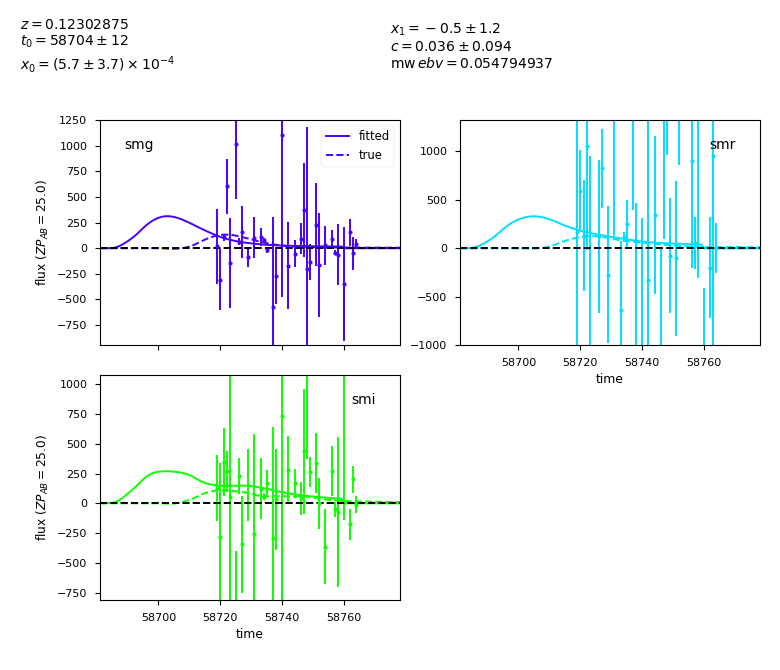 z = 0.12302875
t0 = 58704 ± 12
x0 = (5.7 ± 3.7) × 10^-4
x1 = −0.5 ± 1.2
c = 0.036 ± 0.094
mwebv = 0.054794937
smg
fitted
true
1250
1000
750
500
250
0
−250
−500
−750
flux (ZP_AB = 25.0)
smr
1000
500
0
−500
−1000
58700
58720
58740
58760
time
smi
1000
750
500
250
0
−250
−500
−750
flux (ZP_AB = 25.0)
58700
58720
58740
58760
time